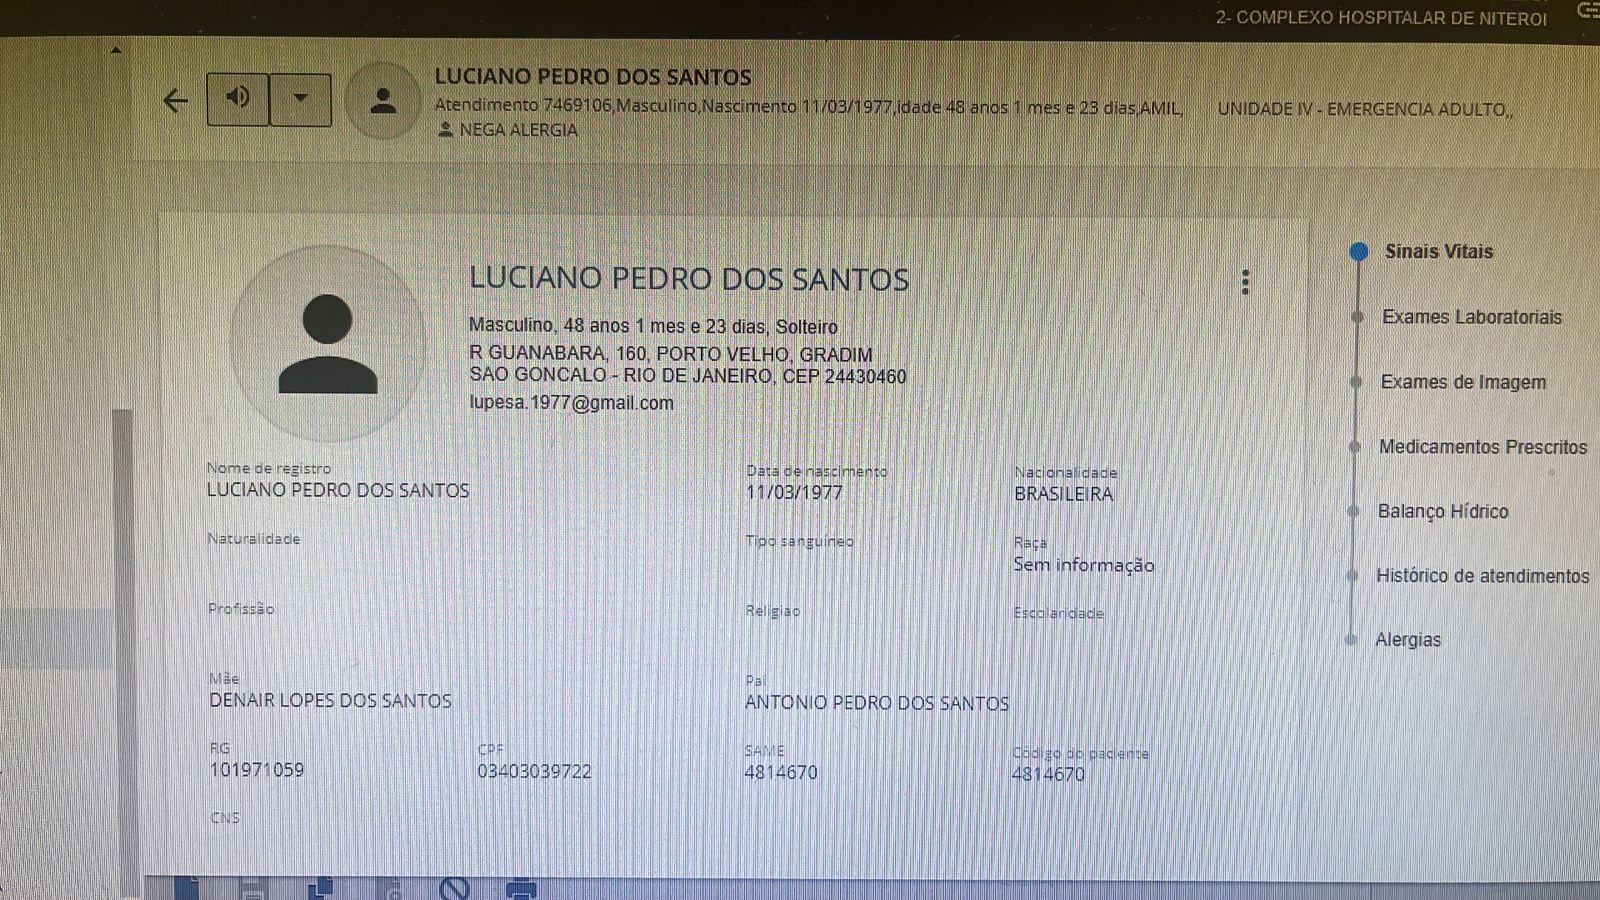 2- COMPLEXO HOSPITALAR DE NITEROI
LUCIANO PEDRO DOS SANTOS
Atendimento 7469106,Masculino,Nascimento 11/03/1977,idade 48 anos 1 mes e 23 dias,AMIL, UNIDADE IV - EMERGENCIA ADULTO,,
NEGA ALERGIA
LUCIANO PEDRO DOS SANTOS
Masculino, 48 anos 1 mes e 23 dias, Solteiro
R GUANABARA, 160, PORTO VELHO, GRADIM
SAO GONCALO - RIO DE JANEIRO, CEP 24430460
lupesa.1977@gmail.com
Nome de registro
LUCIANO PEDRO DOS SANTOS
Data de nascimento
11/03/1977
Nacionalidade
BRASILEIRA
Naturalidade
Tipo sanguíneo
Raça
Sem informação
Profissão
Religiao
Escolaridade
Mãe
DENAIR LOPES DOS SANTOS
Pai
ANTONIO PEDRO DOS SANTOS
RG
101971059
CPF
03403039722
SAME
4814670
Código do paciente
4814670
CNS
Sinais Vitais
Exames Laboratoriais
Exames de Imagem
Medicamentos Prescritos
Balanço Hídrico
Histórico de atendimentos
Alergias